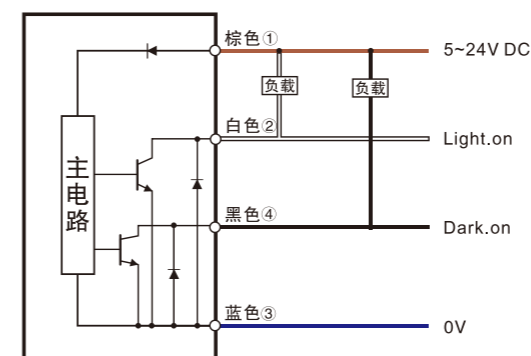 棕色①
5~24V DC
负载
负载
白色②
Light.on
主电路
黑色④
Dark.on
蓝色③
0V